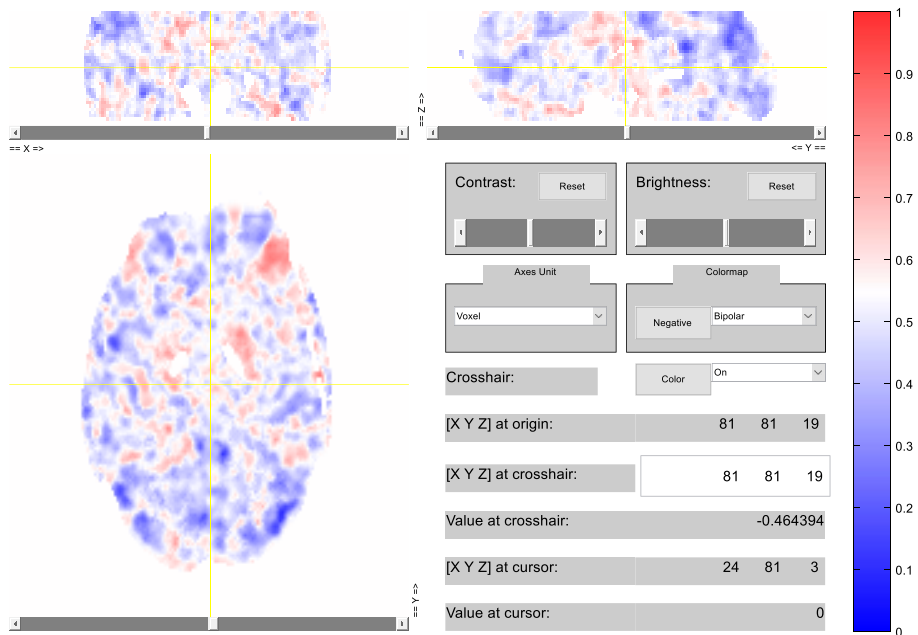 == Z =>
== X =>
<= Y ==
Contrast:
Reset
Brightness:
Reset
Axes Unit
Colormap
Voxel
Negative
Bipolar
Crosshair:
Color
On
[X Y Z] at origin:
81 81 19
[X Y Z] at crosshair:
81 81 19
Value at crosshair:
-0.464394
[X Y Z] at cursor:
24 81 3
Value at cursor:
0
== Y =>
1
0.9
0.8
0.7
0.6
0.5
0.4
0.3
0.2
0.1
0